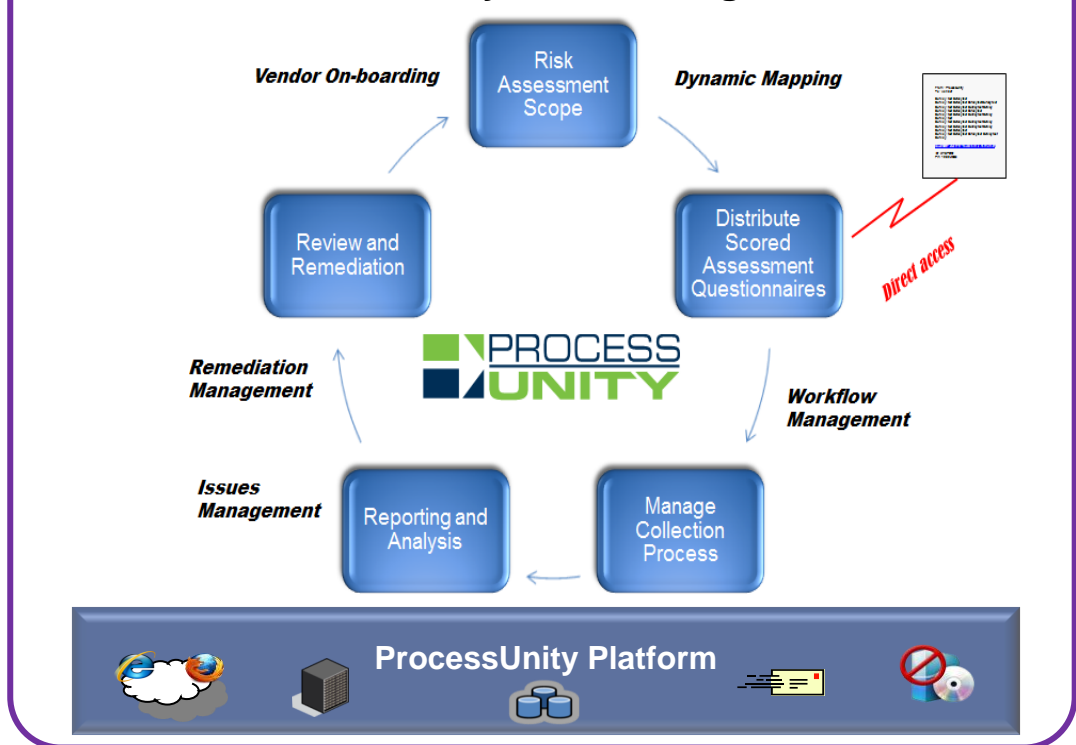 Vendor On-boarding
Risk
Assessment
Scope
Dynamic Mapping
Review and
Remediation
Distribute
Scored
Assessment
Questionnaires
Direct access
PROCESS
UNITY
Remediation
Management
Workflow
Management
Issues
Management
Reporting and
Analysis
Manage
Collection
Process
ProcessUnity Platform